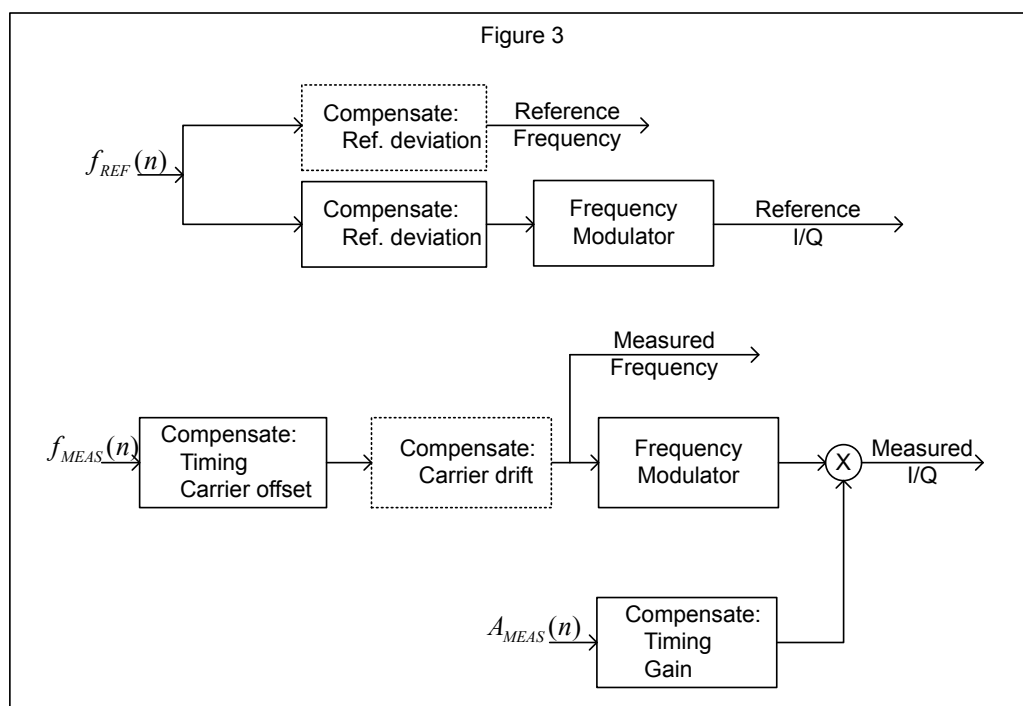 Figure 3
Compensate:
Ref. deviation
Reference
Frequency
f_REF(n)
Compensate:
Ref. deviation
Frequency
Modulator
Reference
I/Q
Measured
Frequency
f_MEAS(n)
Compensate:
Timing
Carrier offset
Compensate:
Carrier drift
Frequency
Modulator
X
Measured
I/Q
A_MEAS(n)
Compensate:
Timing
Gain